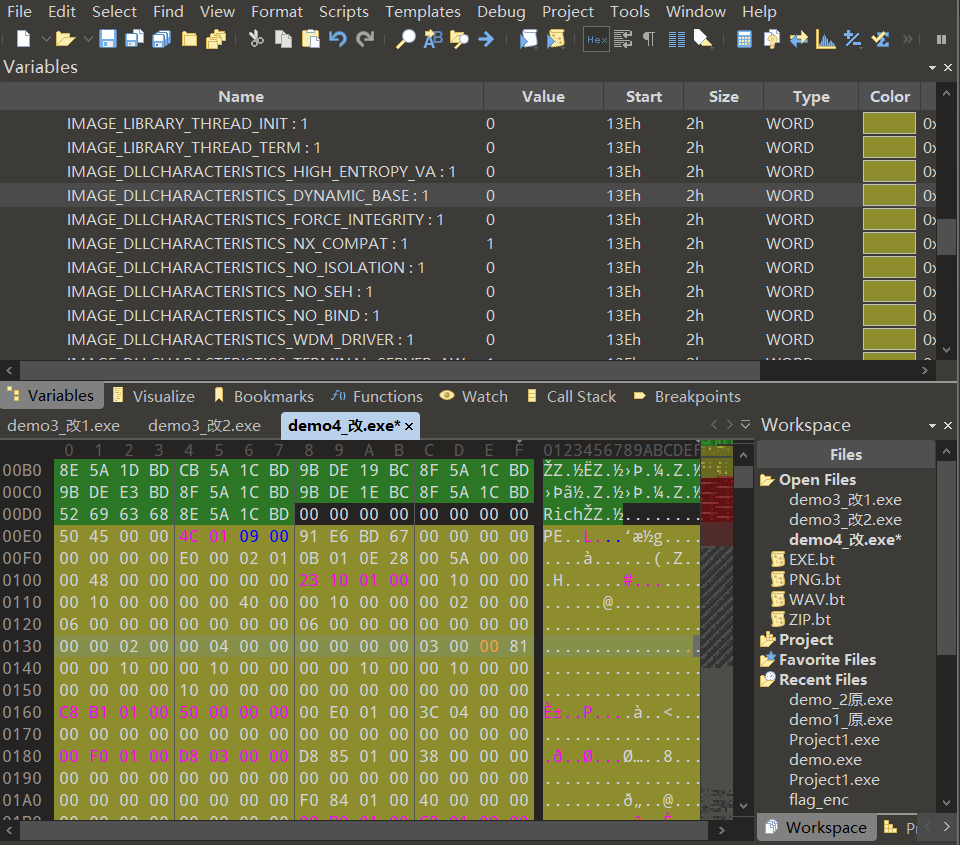 File Edit Select Find View Format Scripts Templates Debug Project Tools Window Help
Hex
Variables
Name Value Start Size Type Color
IMAGE_LIBRARY_THREAD_INIT : 1 0 13Eh 2h WORD 0x
IMAGE_LIBRARY_THREAD_TERM : 1 0 13Eh 2h WORD 0x
IMAGE_DLLCHARACTERISTICS_HIGH_ENTROPY_VA : 1 0 13Eh 2h WORD 0x
IMAGE_DLLCHARACTERISTICS_DYNAMIC_BASE : 1 0 13Eh 2h WORD 0x
IMAGE_DLLCHARACTERISTICS_FORCE_INTEGRITY : 1 0 13Eh 2h WORD 0x
IMAGE_DLLCHARACTERISTICS_NX_COMPAT : 1 1 13Eh 2h WORD 0x
IMAGE_DLLCHARACTERISTICS_NO_ISOLATION : 1 0 13Eh 2h WORD 0x
IMAGE_DLLCHARACTERISTICS_NO_SEH : 1 0 13Eh 2h WORD 0x
IMAGE_DLLCHARACTERISTICS_NO_BIND : 1 0 13Eh 2h WORD 0x
IMAGE_DLLCHARACTERISTICS_WDM_DRIVER : 1 0 13Eh 2h WORD 0x
Variables Visualize Bookmarks Functions Watch Call Stack Breakpoints
demo3_改1.exe demo3_改2.exe demo4_改.exe*
0 1 2 3 4 5 6 7 8 9 A B C D E F 0123456789ABCDEF
00B0 8E 5A 1D BD CB 5A 1C BD 9B DE 19 BC 8F 5A 1C BD ŽZ.½ËZ.½›Þ.¼.Z.½
00C0 9B DE E3 BD 8F 5A 1C BD 9B DE 1E BC 8F 5A 1C BD ›Þã½.Z.½›Þ.¼.Z.½
00D0 52 69 63 68 8E 5A 1C BD 00 00 00 00 00 00 00 00 RichŽZ.½........
00E0 50 45 00 00 4C 01 09 00 91 E6 BD 67 00 00 00 00 PE..L...‘æ½g....
00F0 00 00 00 00 E0 00 02 01 0B 01 0E 28 00 5A 00 00 ....à......(.Z..
0100 00 48 00 00 00 00 00 00 23 10 01 00 00 10 00 00 .H......#.......
0110 00 10 00 00 00 00 40 00 00 10 00 00 00 02 00 00 ......@.........
0120 06 00 00 00 00 00 00 00 06 00 00 00 00 00 00 00 ................
0130 00 00 02 00 00 04 00 00 00 00 00 00 03 00 00 81 ................
0140 00 00 10 00 00 10 00 00 00 00 10 00 00 10 00 00 ................
0150 00 00 00 00 10 00 00 00 00 00 00 00 00 00 00 00 ................
0160 C8 B1 01 00 50 00 00 00 00 E0 01 00 3C 04 00 00 È±..P....à..<...
0170 00 00 00 00 00 00 00 00 00 00 00 00 00 00 00 00 ................
0180 00 F0 01 00 D8 03 00 00 D8 85 01 00 38 00 00 00 .ð..Ø...Ø…..8...
0190 00 00 00 00 00 00 00 00 00 00 00 00 00 00 00 00 ................
01A0 00 00 00 00 00 00 00 00 F0 84 01 00 40 00 00 00 ........ð„..@...
Workspace
Files
Open Files
demo3_改1.exe
demo3_改2.exe
demo4_改.exe*
EXE.bt
PNG.bt
WAV.bt
ZIP.bt
Project
Favorite Files
Recent Files
demo_2原.exe
demo1_原.exe
Project1.exe
demo.exe
Project1.exe
flag_enc
Workspace